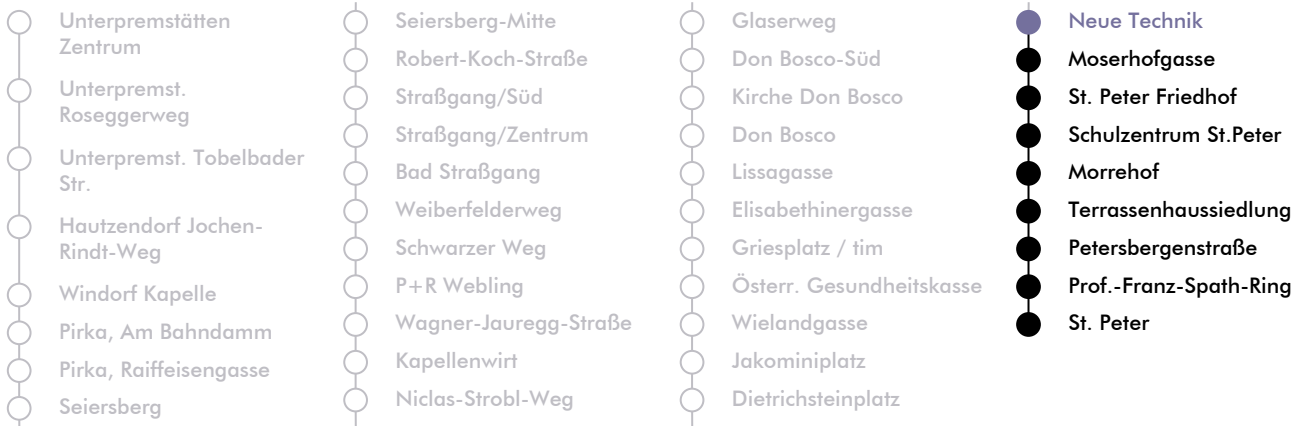 Unterpremstätten
Zentrum
Unterpremst.
Roseggerweg
Unterpremst. Tobelbader
Str.
Hautzendorf Jochen-
Rindt-Weg
Windorf Kapelle
Pirka, Am Bahndamm
Pirka, Raiffeisengasse
Seiersberg
Seiersberg-Mitte
Robert-Koch-Straße
Straßgang/Süd
Straßgang/Zentrum
Bad Straßgang
Weiberfelderweg
Schwarzer Weg
P+R Webling
Wagner-Jauregg-Straße
Kapellenwirt
Niclas-Strobl-Weg
Glaserweg
Don Bosco-Süd
Kirche Don Bosco
Don Bosco
Lissagasse
Elisabethinergasse
Griesplatz / tim
Österr. Gesundheitskasse
Wielandgasse
Jakominiplatz
Dietrichsteinplatz
Neue Technik
Moserhofgasse
St. Peter Friedhof
Schulzentrum St.Peter
Morrehof
Terrassenhaussiedlung
Petersbergenstraße
Prof.-Franz-Spath-Ring
St. Peter